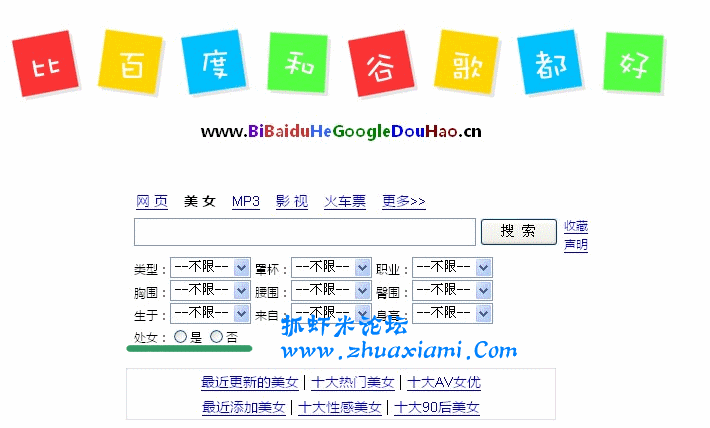 比百度和谷歌都好
www.BiBaiduHeGoogleDouHao.cn
网页 美女 MP3 影视 火车票 更多>>
搜索 收藏
声明
类型：--不限-- 罩杯：--不限-- 职业：--不限--
胸围：--不限-- 腰围：--不限-- 臀围：--不限--
生于：--不限-- 来自：--不限-- 身高：--不限--
处女：是 否
抓虾米论坛
www.zhuaxiami.Com
最近更新的美女 | 十大热门美女 | 十大AV女优
最近添加美女 | 十大性感美女 | 十大90后美女